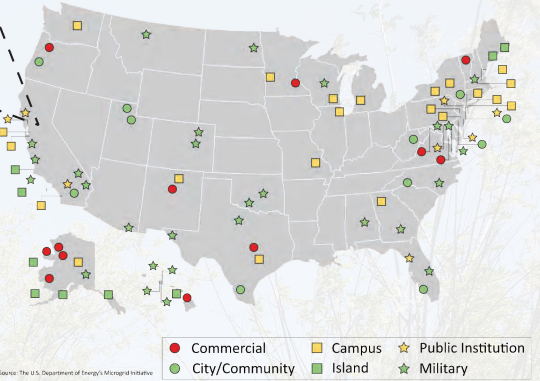 Commercial
Campus
Public Institution
City/Community
Island
Military
Source: The U.S. Department of Energy's Microgrid Initiative